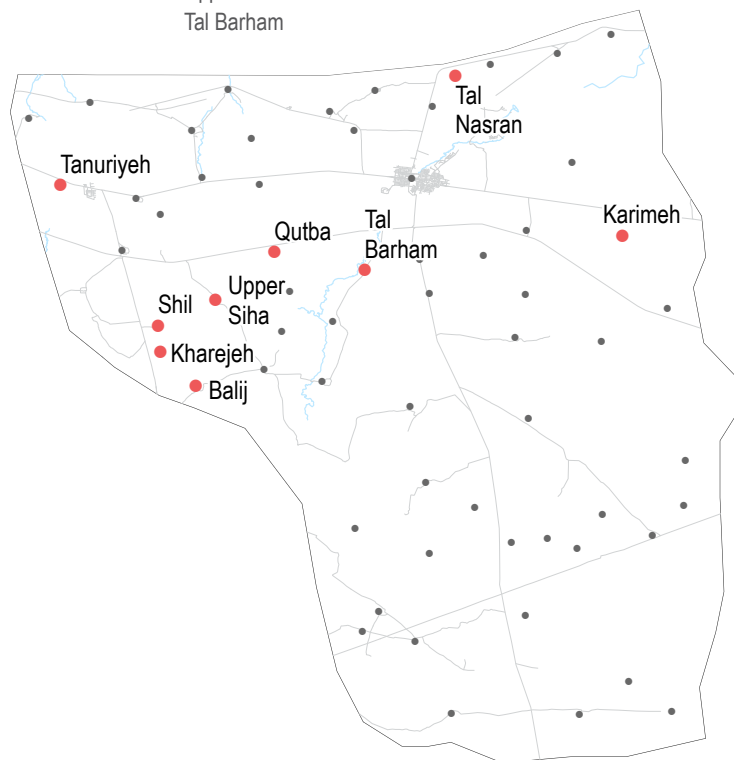 Tal Barham
Tal
Nasran
Tanuriyeh
Karimeh
Tal
Barham
Qutba
Upper
Siha
Shil
Kharejeh
Balij